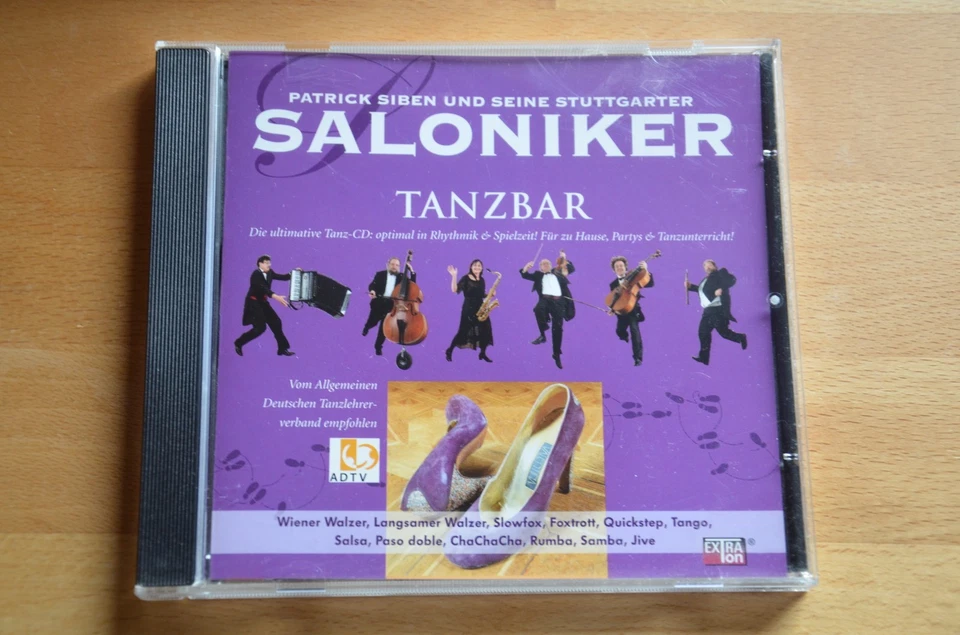 PATRICK SIBEN UND SEINE STUTTGARTER
SALONIKER
TANZBAR
Die ultimative Tanz-CD: optimal in Rhythmik & Spielzeit! Für zu Hause, Partys & Tanzunterricht!
Vom Allgemeinen
Deutschen Tanzlehrer-
verband empfohlen
ADTV
Wiener Walzer, Langsamer Walzer, Slowfox, Foxtrott, Quickstep, Tango,
Salsa, Paso doble, ChaChaCha, Rumba, Samba, Jive
EXTRA
ton
®